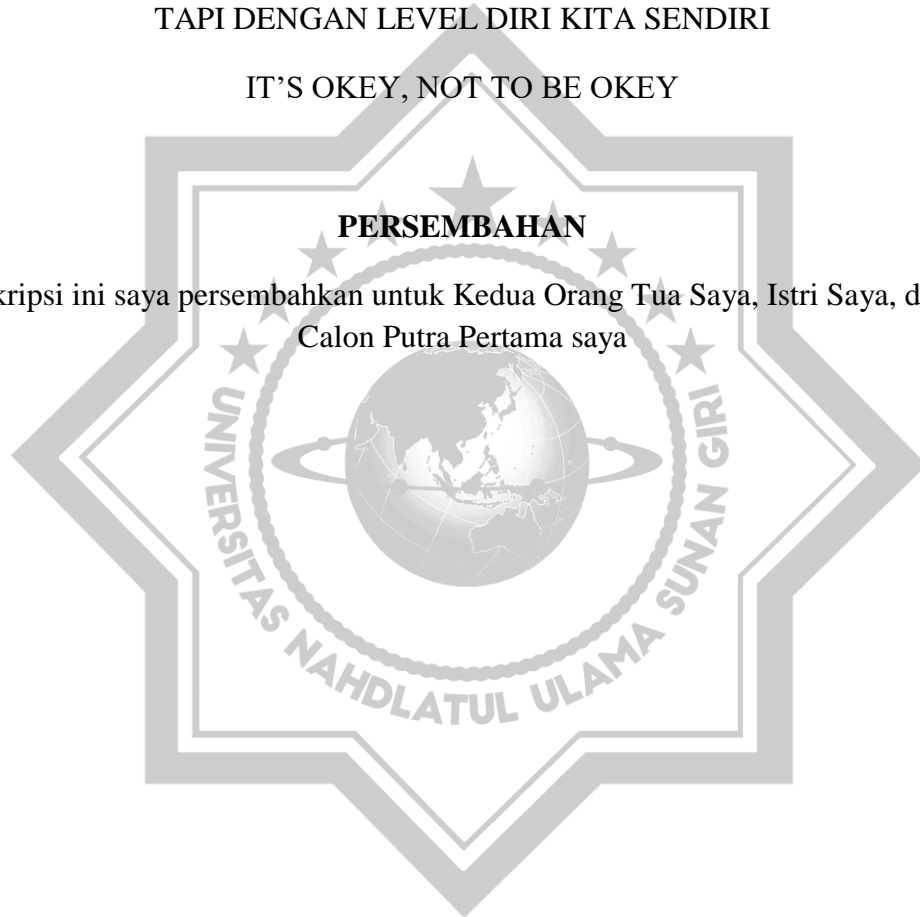 TAPI DENGAN LEVEL DIRI KITA SENDIRI
IT'S OKEY, NOT TO BE OKEY
PERSEMBAHAN
kripsi ini saya persembahkan untuk Kedua Orang Tua Saya, Istri Saya, d
Calon Putra Pertama saya
UNIVERSITAS NAHDLATUL ULAMA SUNAN GIRI